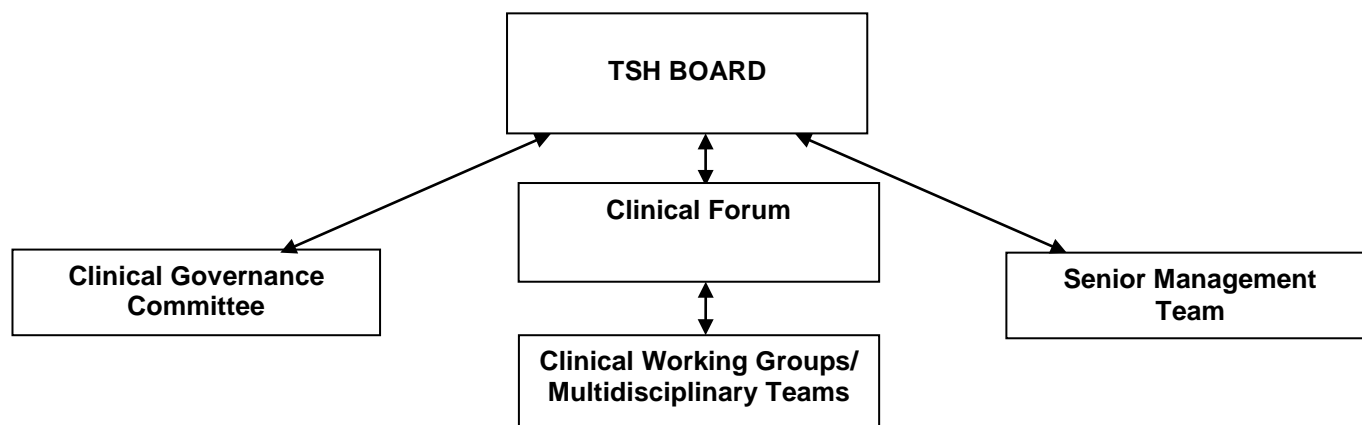 TSH BOARD
Clinical Forum
Clinical Governance
Committee
Senior Management
Team
Clinical Working Groups/
Multidisciplinary Teams